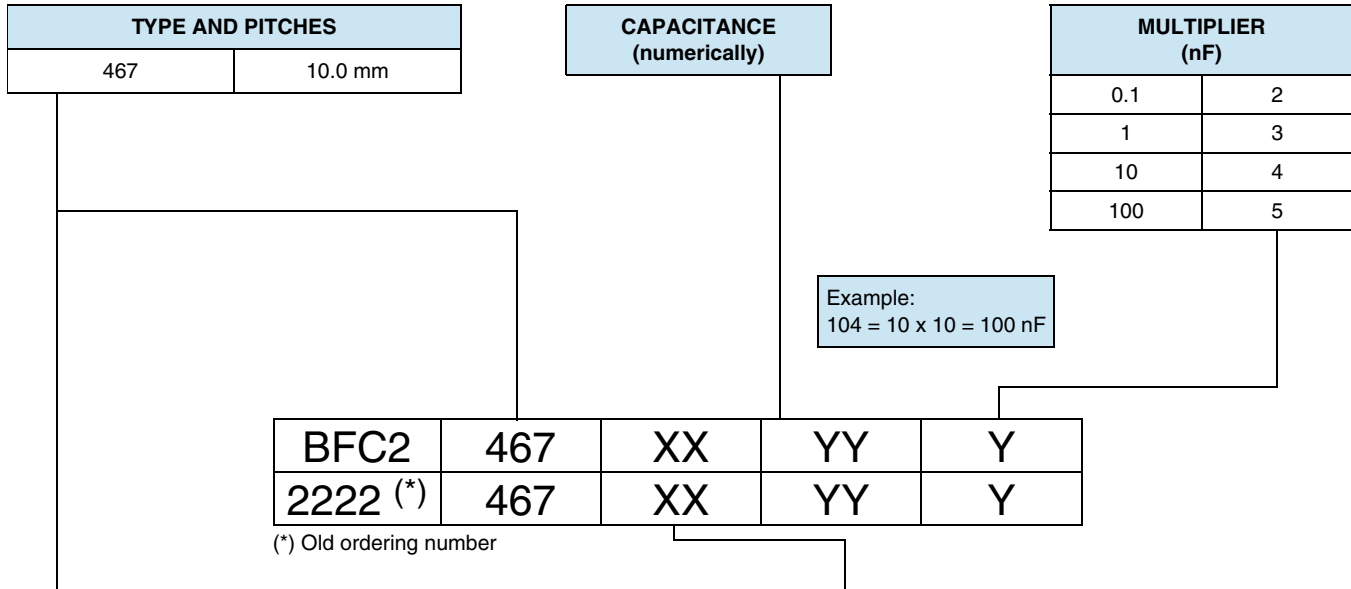 TYPE AND PITCHES
467 10.0 mm
CAPACITANCE
(numerically)
MULTIPLIER
(nF)
0.1 2
1 3
10 4
100 5
Example:
104 = 10 x 10 = 100 nF
BFC2 467 XX YY Y
2222 (*) 467 XX YY Y
(*) Old ordering number